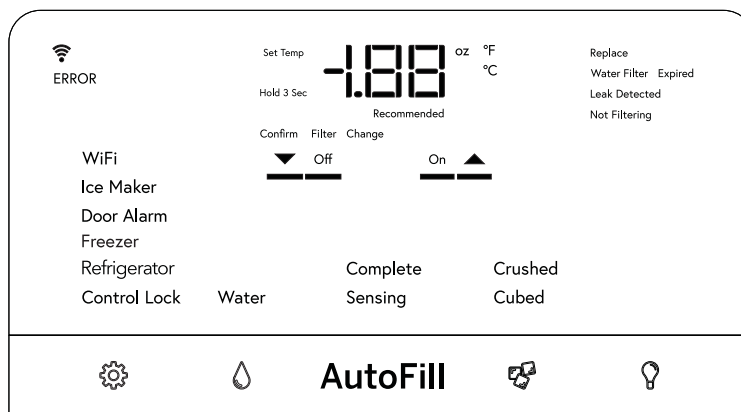 Set Temp -1.88 oz °F
ERROR °C
Hold 3 Sec
Recommended
Replace
Water Filter Expired
Leak Detected
Not Filtering
Confirm Filter Change
Off On
WiFi
Ice Maker
Door Alarm
Freezer
Refrigerator Complete Crushed
Control Lock Water Sensing Cubed
AutoFill